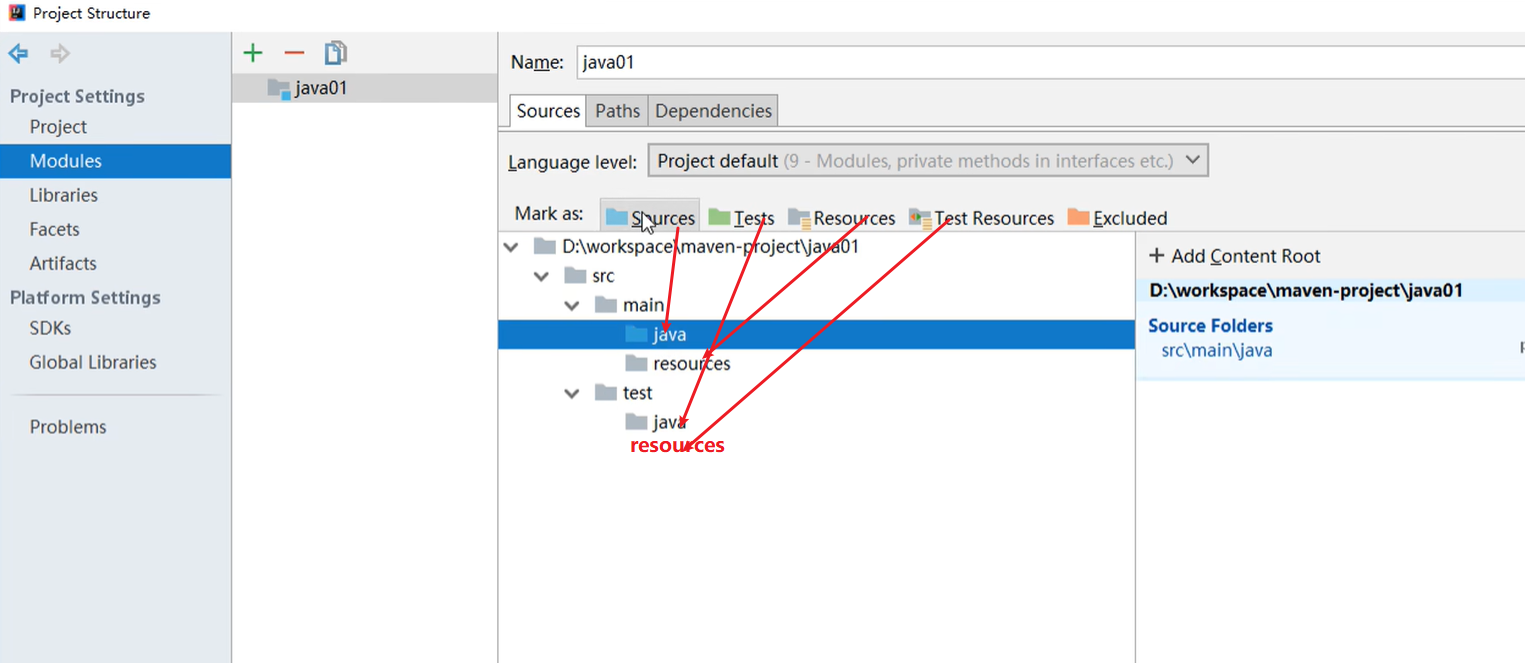 Project Structure
Project Settings
Project
Modules
Libraries
Facets
Artifacts
Platform Settings
SDKs
Global Libraries
Problems
java01
Name: java01
Sources Paths Dependencies
Language level: Project default (9 - Modules, private methods in interfaces etc.)
Mark as: Sources Tests Resources Test Resources Excluded
D:\workspace\maven-project\java01
src
main
java
resources
test
java
resources
+ Add Content Root
D:\workspace\maven-project\java01
Source Folders
src\main\java